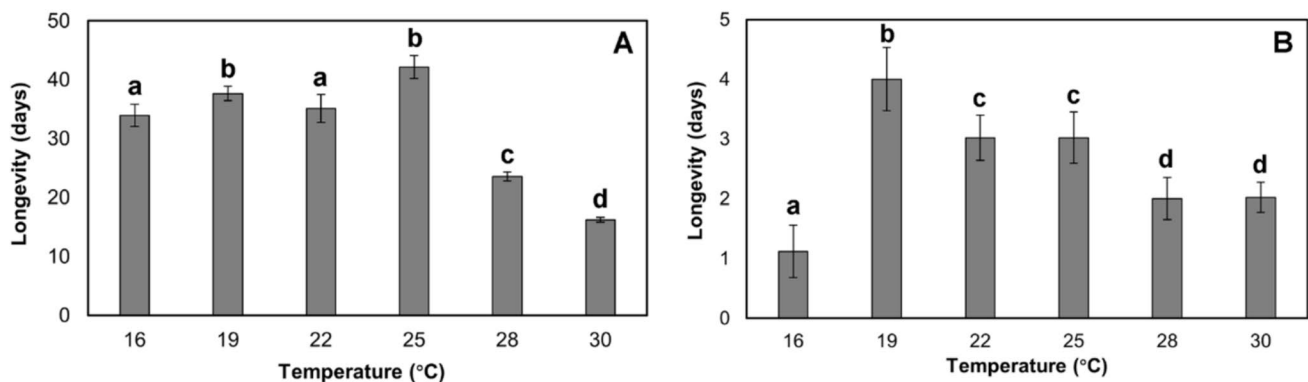 A
Longevity (days)
50
40
30
20
10
0
a
b
a
b
c
d
16 19 22 25 28 30
Temperature (°C)
B
Longevity (days)
5
4
3
2
1
0
a
b
c
c
d
d
16 19 22 25 28 30
Temperature (°C)